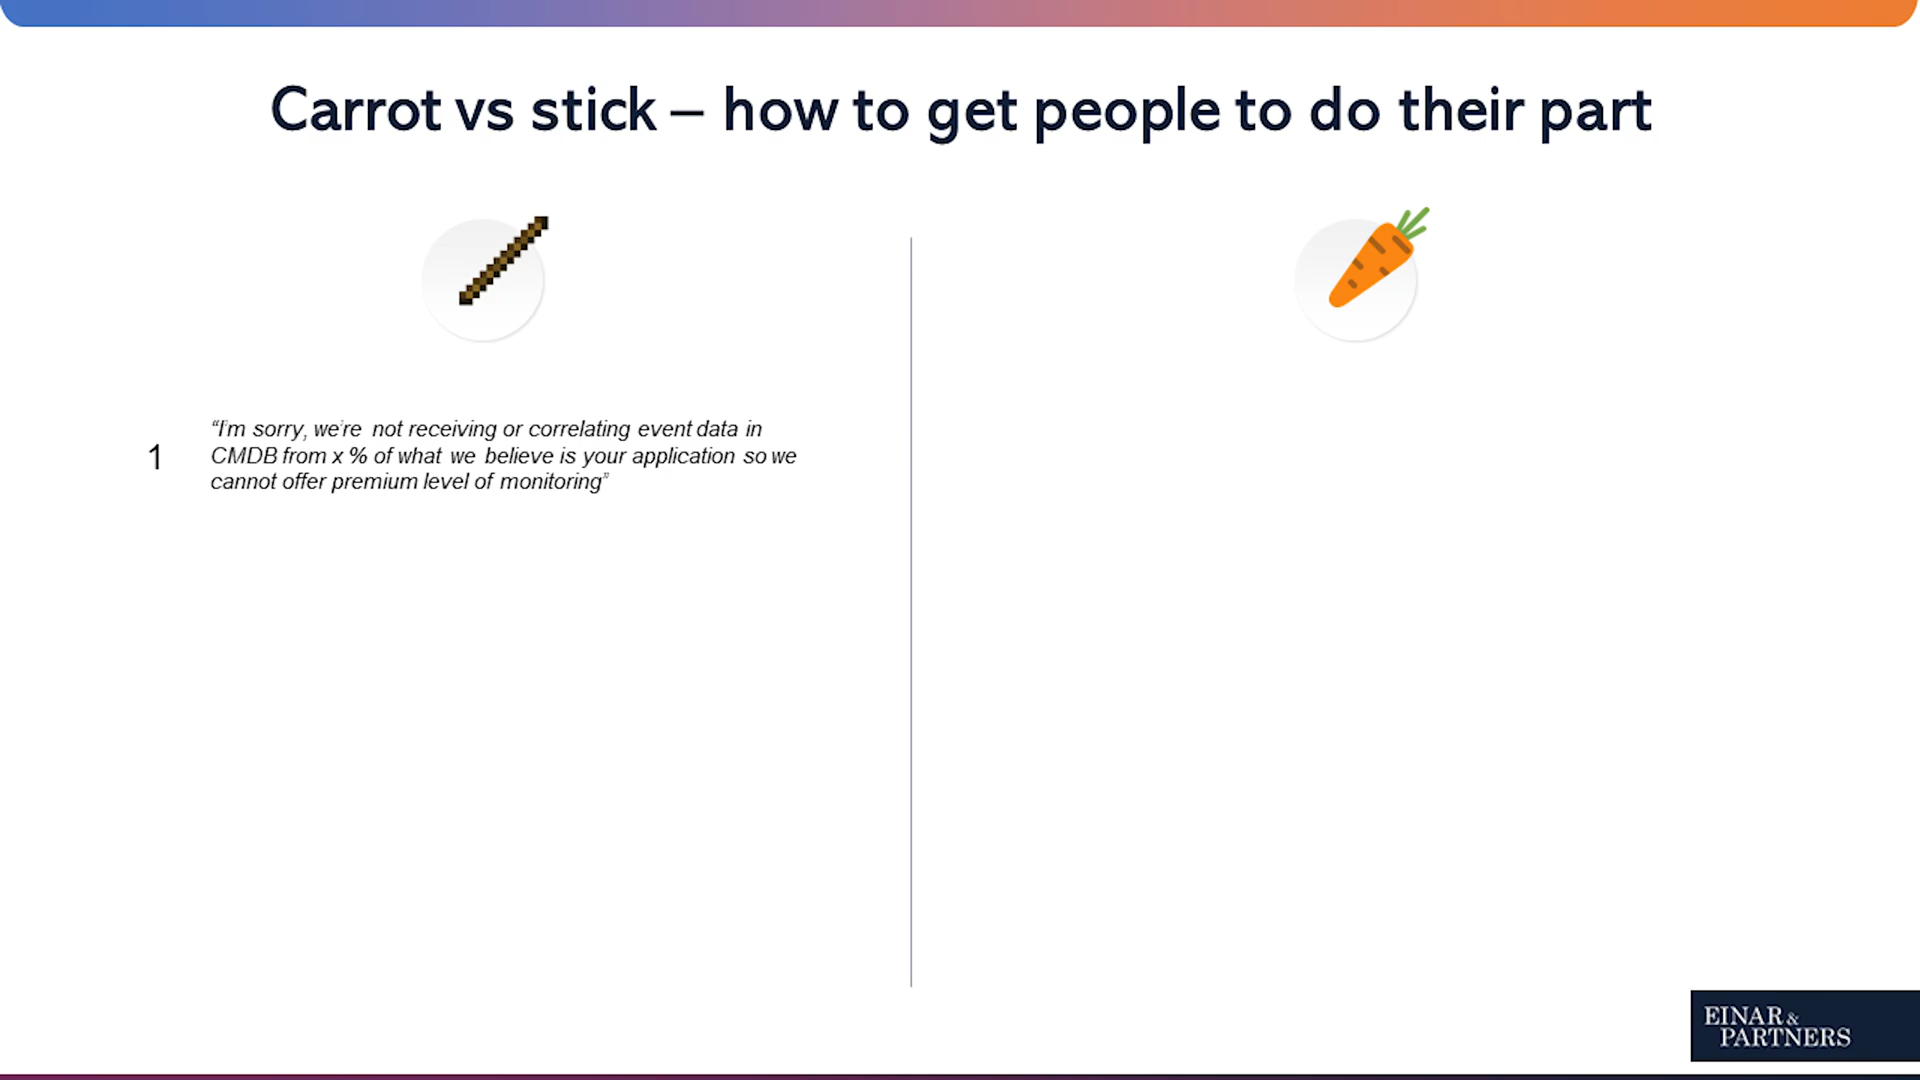 Carrot vs stick – how to get people to do their part
1
“I’m sorry, we’re not receiving or correlating event data in
CMDB from x % of what we believe is your application so we
cannot offer premium level of monitoring”
EINAR &
PARTNERS